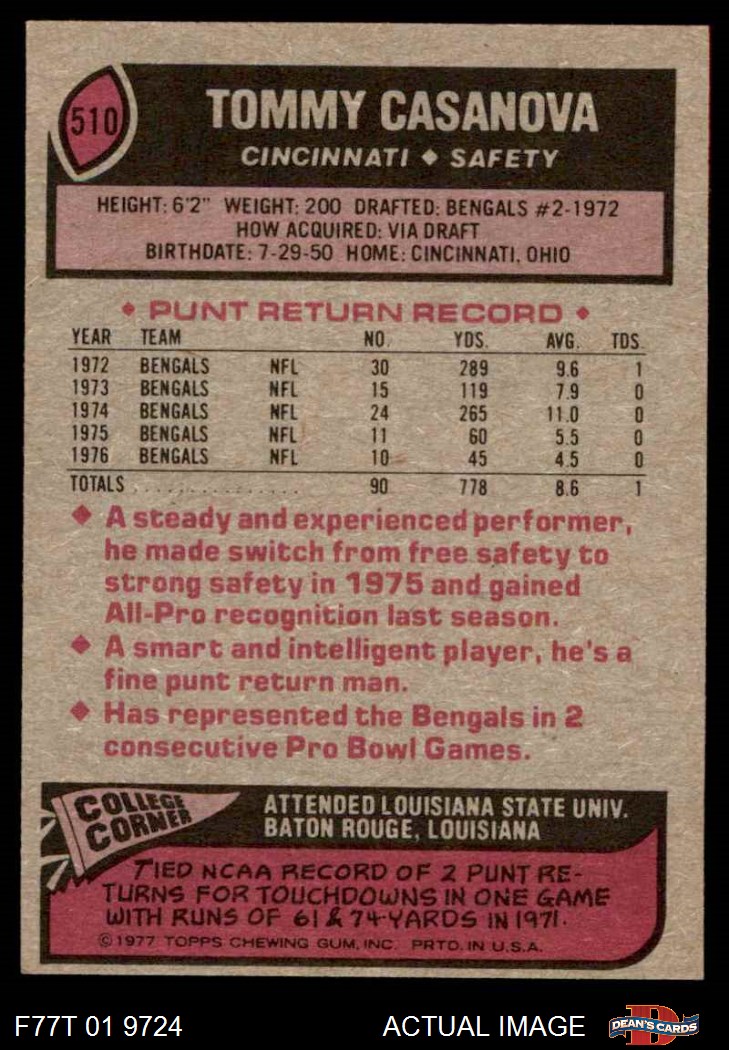 510
TOMMY CASANOVA
CINCINNATI ♦ SAFETY
HEIGHT: 6'2" WEIGHT: 200 DRAFTED: BENGALS #2-1972
HOW ACQUIRED: VIA DRAFT
BIRTHDATE: 7-29-50 HOME: CINCINNATI, OHIO
♦ PUNT RETURN RECORD ♦
YEAR TEAM NO. YDS. AVG. TDS.
1972 BENGALS NFL 30 289 9.6 1
1973 BENGALS NFL 15 119 7.9 0
1974 BENGALS NFL 24 265 11.0 0
1975 BENGALS NFL 11 60 5.5 0
1976 BENGALS NFL 10 45 4.5 0
TOTALS . . . . . . . . . . . . . . . 90 778 8.6 1
♦ A steady and experienced performer,
he made switch from free safety to
strong safety in 1975 and gained
All-Pro recognition last season.
♦ A smart and intelligent player, he's a
fine punt return man.
♦ Has represented the Bengals in 2
consecutive Pro Bowl Games.
COLLEGE
CORNER
ATTENDED LOUISIANA STATE UNIV.
BATON ROUGE, LOUISIANA
TIED NCAA RECORD OF 2 PUNT RE-
TURNS FOR TOUCHDOWNS IN ONE GAME
WITH RUNS OF 61 & 74-YARDS IN 1971.
©1977 TOPPS CHEWING GUM, INC. PRTD. IN U.S.A.
F77T 01 9724 ACTUAL IMAGE
D
DEAN'S CARDS